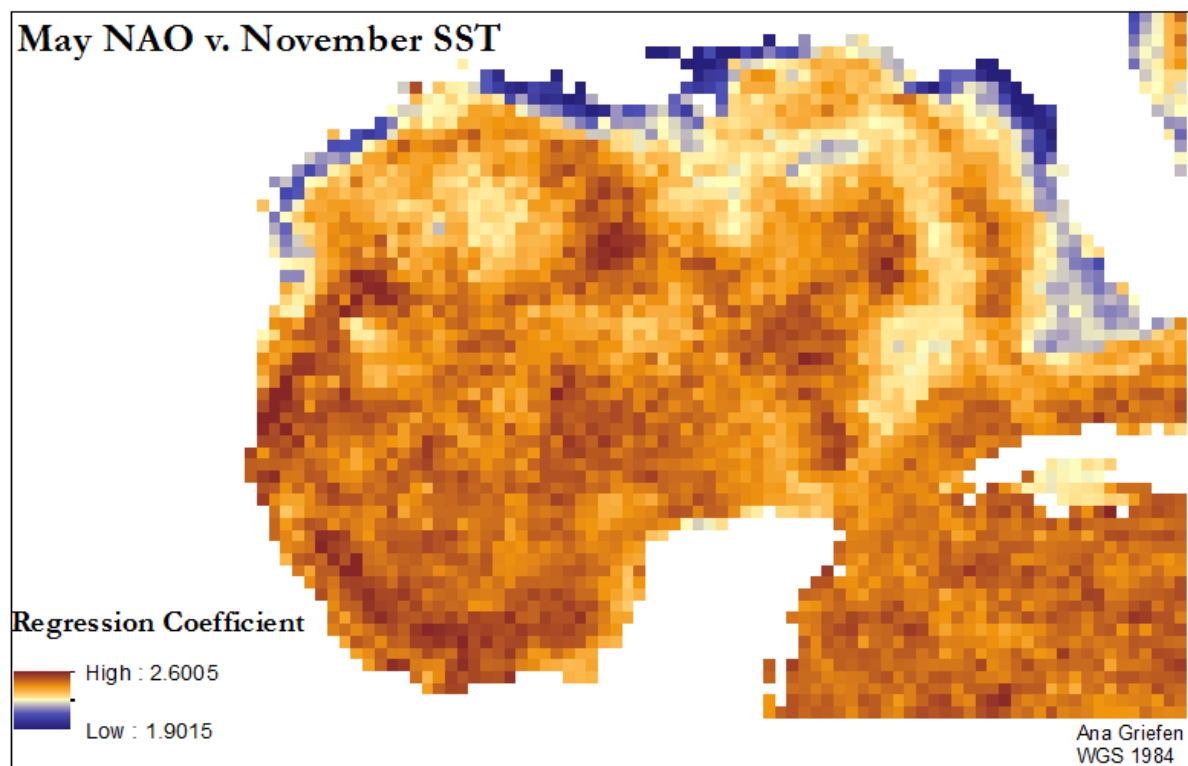 May NAO v. November SST
Regression Coefficient
High : 2.6005
Low : 1.9015
Ana Griefen
WGS 1984